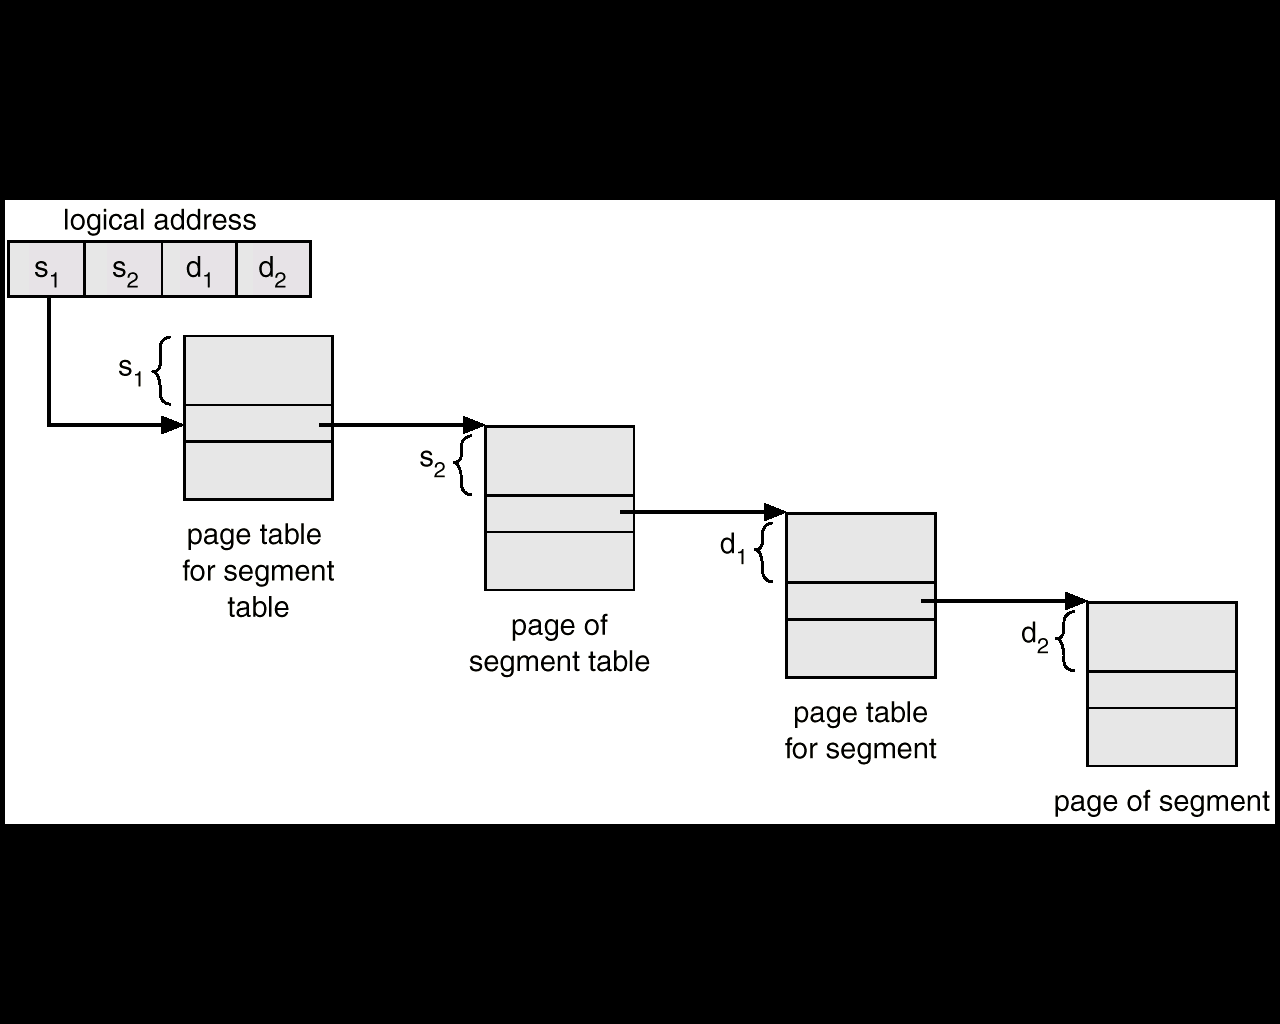 logical address
s1 s2 d1 d2
s1
page table
for segment
table
s2
page of
segment table
d1
page table
for segment
d2
page of segment